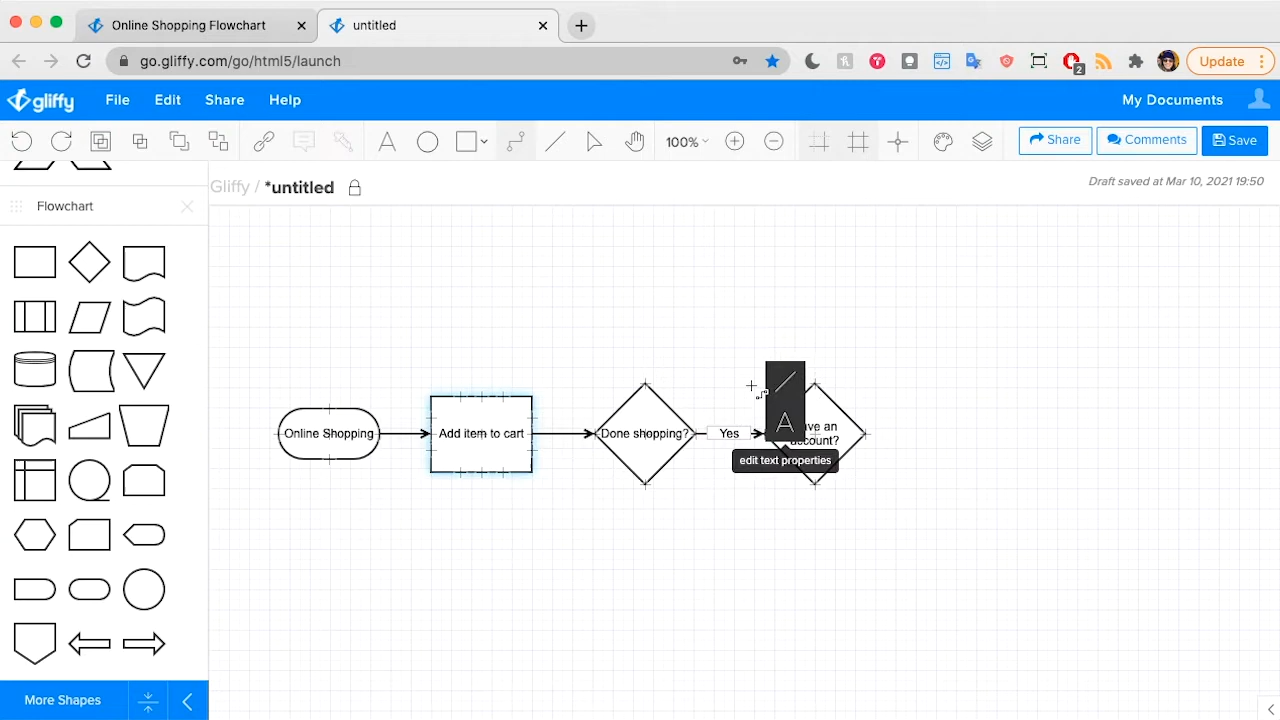 Online Shopping Flowchart
untitled
go.gliffy.com/go/html5/launch
2
Update
gliffy
File
Edit
Share
Help
My Documents
A
100%
Share
Comments
Save
Gliffy / *untitled
Draft saved at Mar 10, 2021 19:50
Flowchart
Online Shopping
Add item to cart
Done shopping?
Yes
A
account?
edit text properties
More Shapes